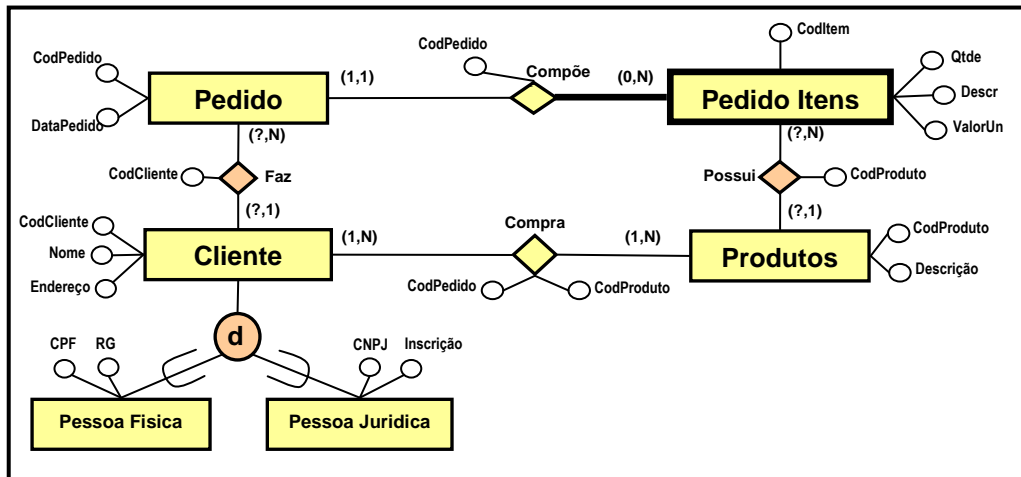 CodItem
CodPedido
CodPedido
Qtde
Compõe
(1,1)
(0,N)
Pedido
Pedido Itens
Descr
DataPedido
ValorUn
(?,N)
(?,N)
CodCliente
Faz
Possui
CodProduto
(?,1)
(?,1)
CodCliente
Compra
CodProduto
(1,N)
(1,N)
Nome
Cliente
Produtos
Descrição
Endereço
CodPedido
CodProduto
d
CPF
RG
CNPJ
Inscrição
Pessoa Fisica
Pessoa Juridica